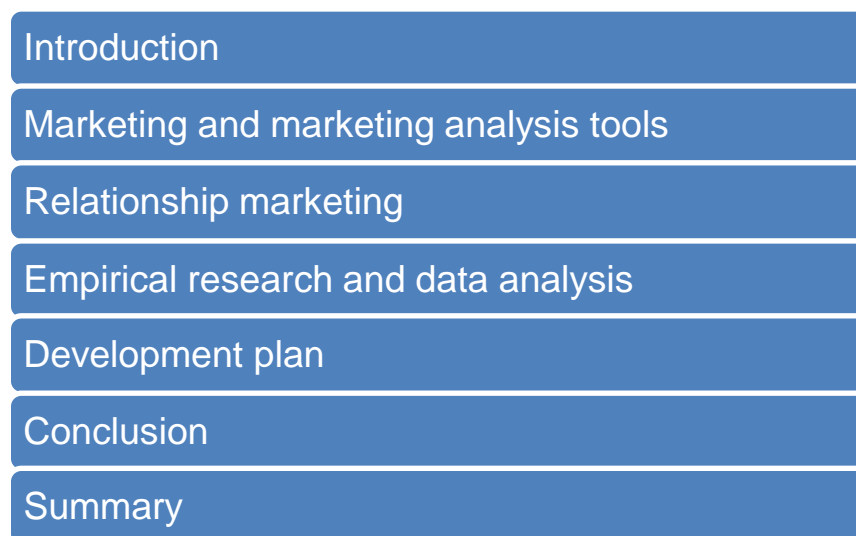 Introduction
Marketing and marketing analysis tools
Relationship marketing
Empirical research and data analysis
Development plan
Conclusion
Summary